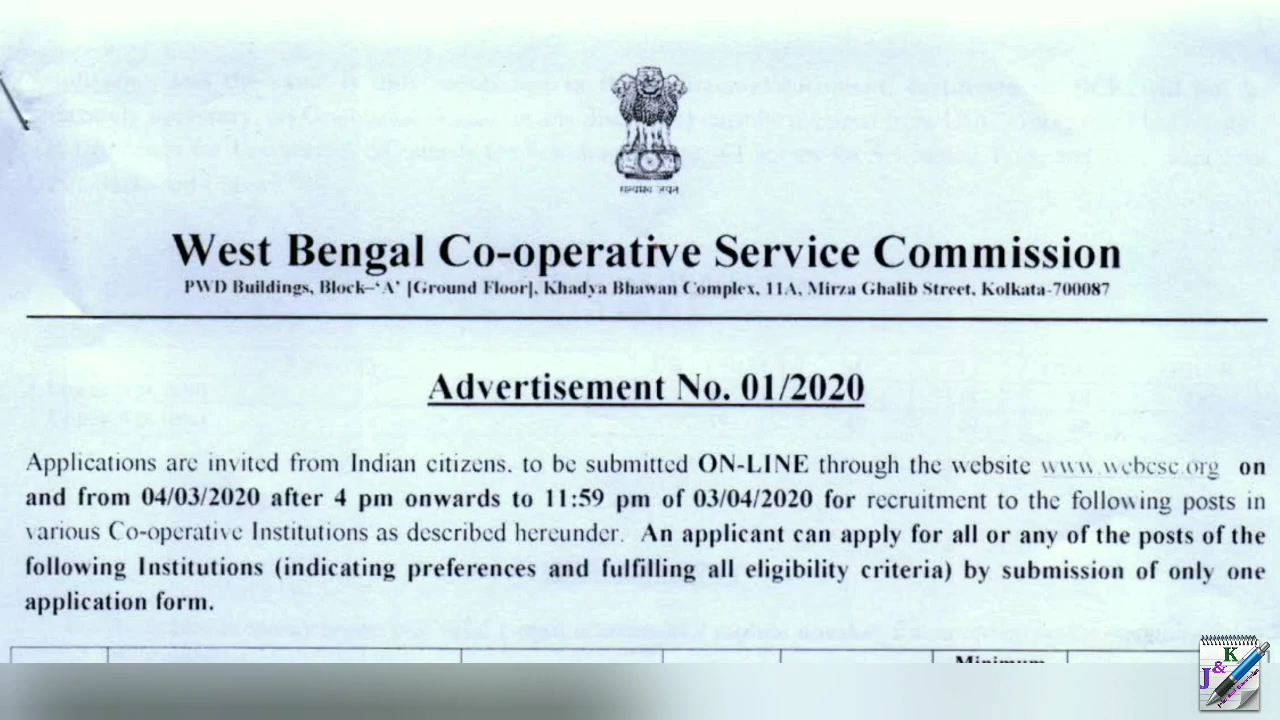 सत्यमेव जयते
West Bengal Co-operative Service Commission
PWD Buildings, Block–'A' [Ground Floor], Khadya Bhawan Complex, 11A, Mirza Ghalib Street, Kolkata-700087
Advertisement No. 01/2020
Applications are invited from Indian citizens. to be submitted ON-LINE through the website www.webcsc.org on
and from 04/03/2020 after 4 pm onwards to 11:59 pm of 03/04/2020 for recruitment to the following posts in
various Co-operative Institutions as described hereunder. An applicant can apply for all or any of the posts of the
following Institutions (indicating preferences and fulfilling all eligibility criteria) by submission of only one
application form.
Minimum
J&K